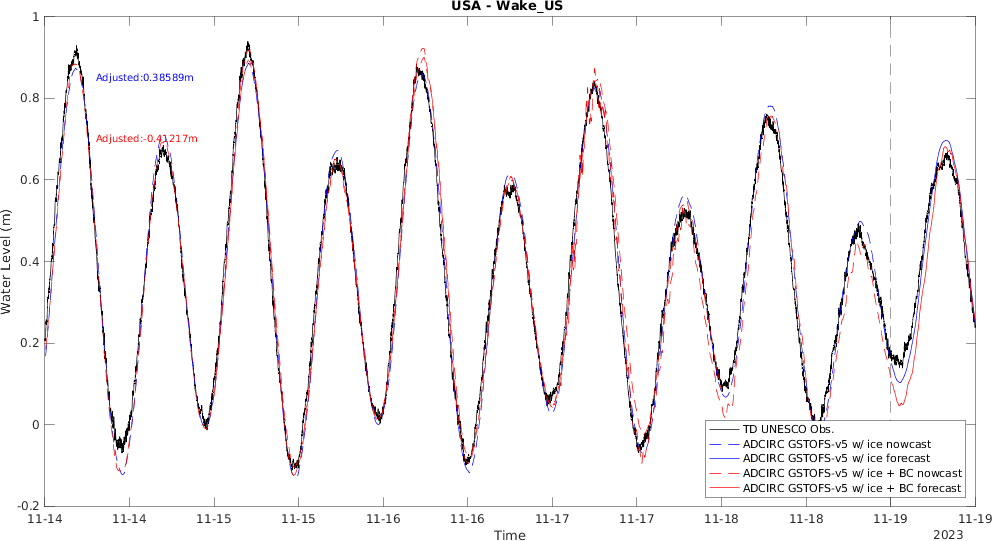 USA - Wake_US
1
0.8
0.6
0.4
0.2
0
-0.2
Water Level (m)
Adjusted:0.38589m
Adjusted:-0.41217m
TD UNESCO Obs.
ADCIRC GSTOFS-v5 w/ ice nowcast
ADCIRC GSTOFS-v5 w/ ice forecast
ADCIRC GSTOFS-v5 w/ ice + BC nowcast
ADCIRC GSTOFS-v5 w/ ice + BC forecast
11-14 11-14 11-15 11-15 11-16 11-16 11-17 11-17 11-18 11-18 11-19 11-19
Time
2023